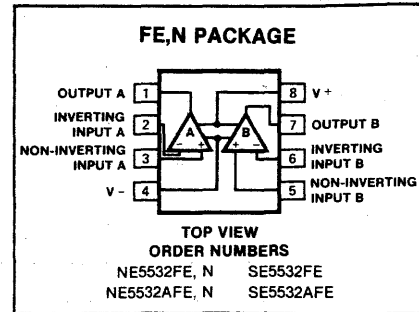 FE,N PACKAGE
OUTPUT A 1
INVERTING INPUT A 2
NON-INVERTING INPUT A 3
V - 4
8 V +
7 OUTPUT B
6 INVERTING INPUT B
5 NON-INVERTING INPUT B
A
B
- +
+ -
TOP VIEW
ORDER NUMBERS
NE5532FE, N SE5532FE
NE5532AFE, N SE5532AFE